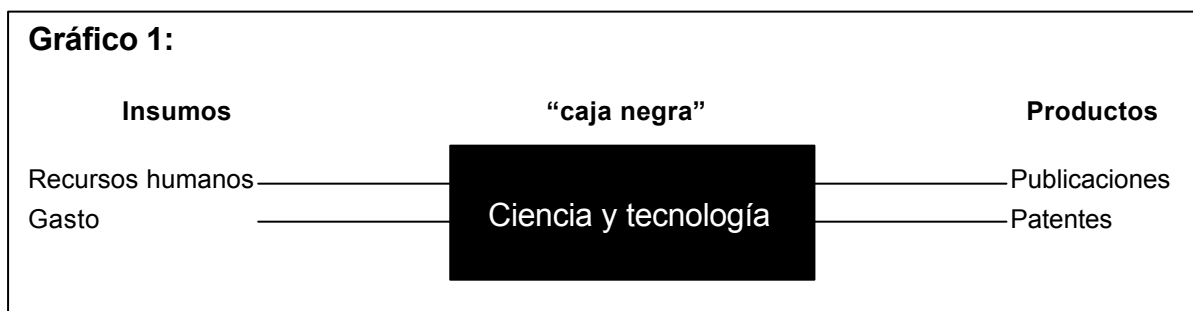 Gráfico 1:
Insumos “caja negra” Productos
Recursos humanos Publicaciones
Ciencia y tecnología
Gasto Patentes